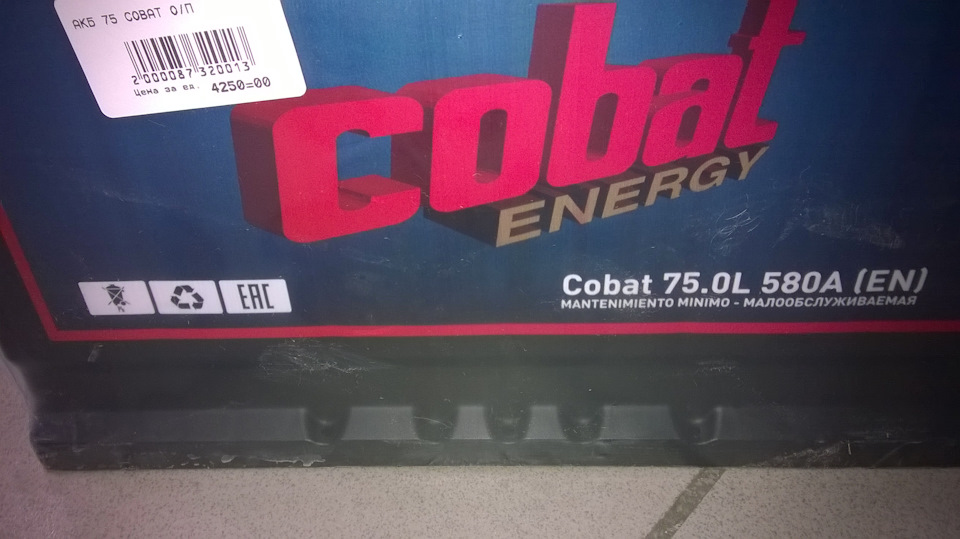 АКБ 75 COBAT О/П
2000087320013
Цена за ед. 4250=00
Cobat
ENERGY
EAC
Cobat 75.0L 580A (EN)
MANTENIMIENTO MINIMO - МАЛООБСЛУЖИВАЕМАЯ